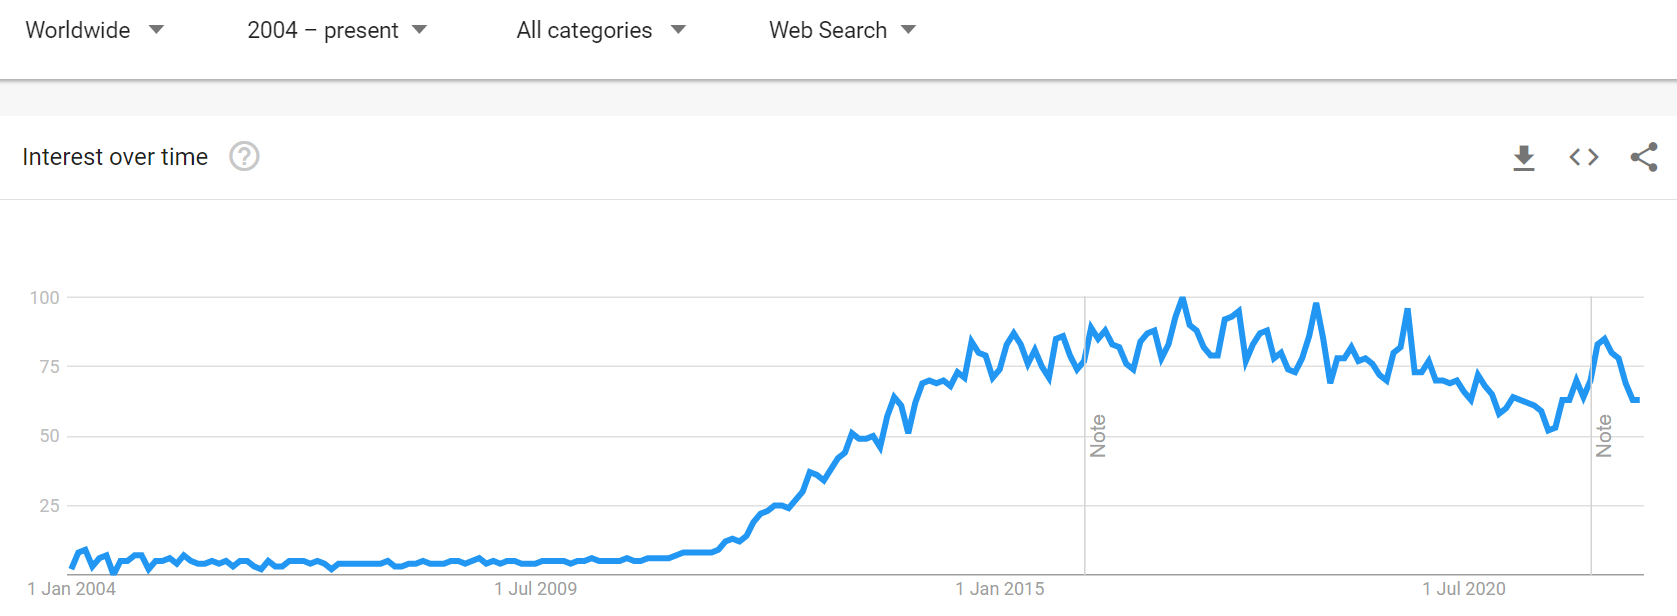 Worldwide 2004 – present All categories Web Search
Interest over time ?
100
75
50
25
Note Note
1 Jan 2004 1 Jul 2009 1 Jan 2015 1 Jul 2020